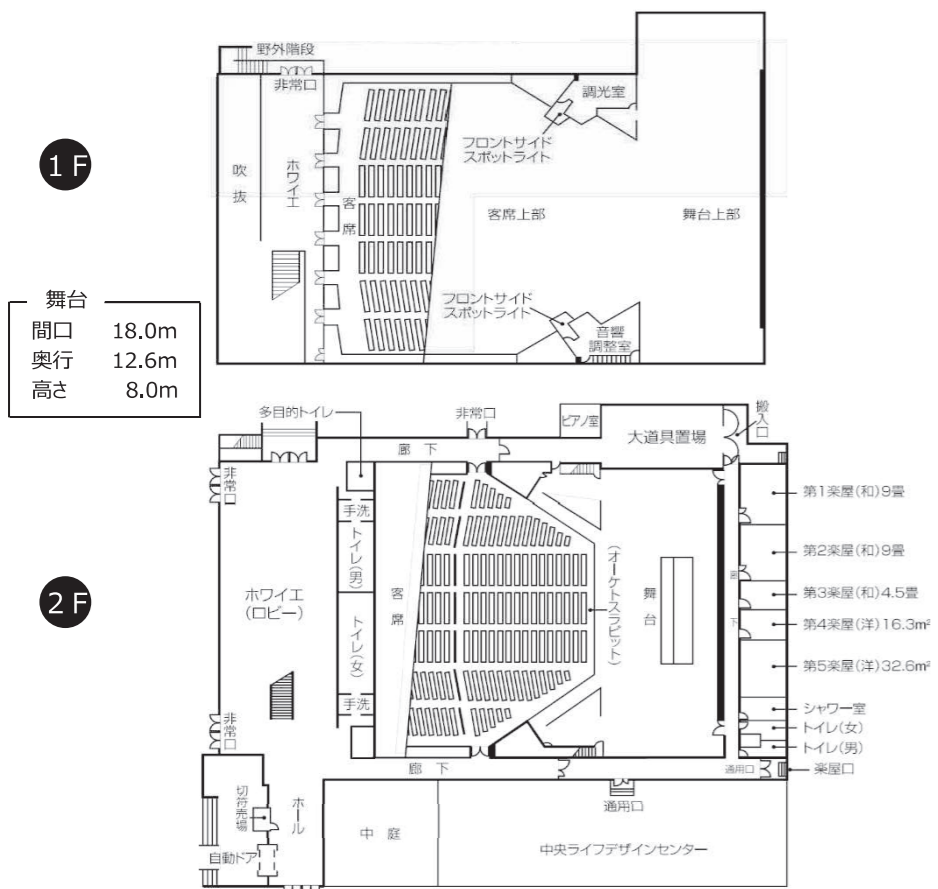 野外階段
非常口
調光室
フロントサイド
スポットライト
1F
吹抜
ホワイエ
客席
客席上部
舞台上部
舞台
間口 18.0m
奥行 12.6m
高さ 8.0m
フロントサイド
スポットライト
音響
調整室
多目的トイレ
非常口
ピアノ室
搬入口
大道具置場
廊下
非常口
手洗
第1楽屋(和)9畳
トイレ(男)
第2楽屋(和)9畳
2F
ホワイエ
(ロビー)
客席
(オーケトスラピット)
舞台
廊下
第3楽屋(和)4.5畳
第4楽屋(洋)16.3m²
トイレ(女)
第5楽屋(洋)32.6m²
手洗
シャワー室
非常口
トイレ(女)
トイレ(男)
廊下
通用口
楽屋口
切符売場
ホール
中庭
通用口
自動ドア
中央ライフデザインセンター